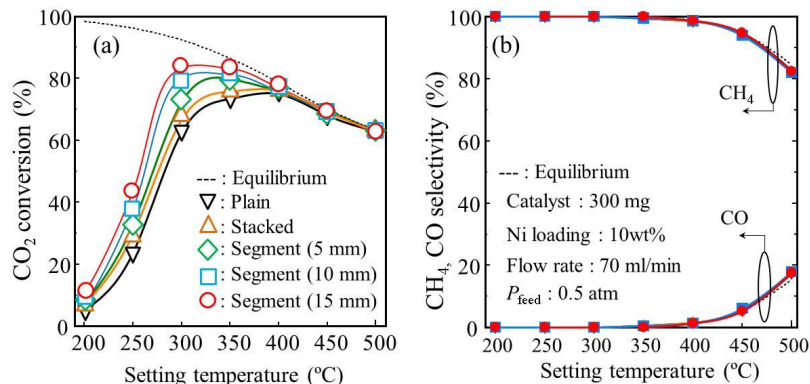 (a)
CO2 conversion (%)
100
80
60
40
20
0
---- : Equilibrium
: Plain
: Stacked
: Segment (5 mm)
: Segment (10 mm)
: Segment (15 mm)
200 250 300 350 400 450 500
Setting temperature (ºC)
(b)
CH4, CO selectivity (%)
100
80
60
40
20
0
CH4
---- : Equilibrium
Catalyst : 300 mg
CO
Ni loading : 10wt%
Flow rate : 70 ml/min
Pfeed : 0.5 atm
200 250 300 350 400 450 500
Setting temperature (ºC)